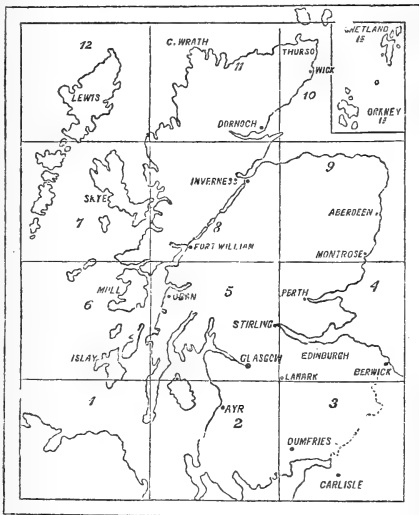 12
C. WRATH
THURSO
SHETLAND
13
11
WICK
LEWIS
10
ORKNEY
13
DORNOCH
9
INVERNESS
SKYE
ABERDEEN
7
8
FORT WILLIAM
MONTROSE
6
MULL
OBAN
5
PERTH
4
STIRLING
ISLAY
GLASGOW
EDINBURGH
BERWICK
LANARK
1
AYR
2
3
DUMFRIES
CARLISLE